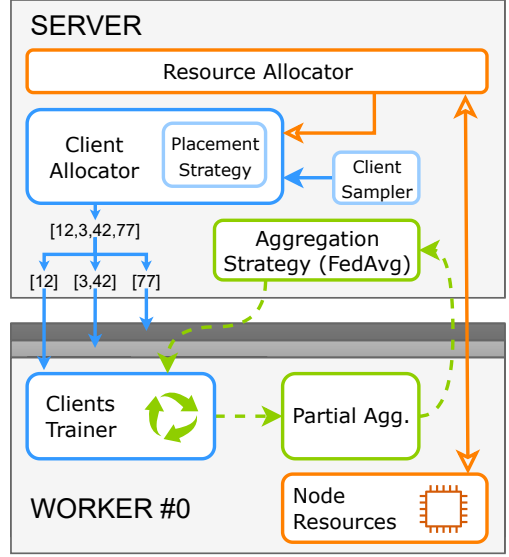 SERVER
Resource Allocator
Client
Allocator
Placement
Strategy
Client
Sampler
[12,3,42,77]
[12]
[3,42]
[77]
Aggregation
Strategy (FedAvg)
Clients
Trainer
Partial Agg.
WORKER #0
Node
Resources